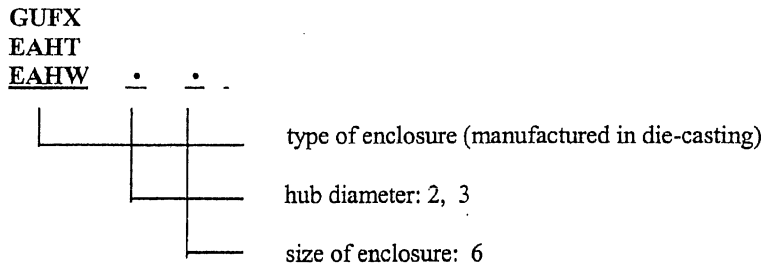 GUFX
EAHT
EAHW . . 
type of enclosure (manufactured in die-casting)
hub diameter: 2, 3
size of enclosure: 6